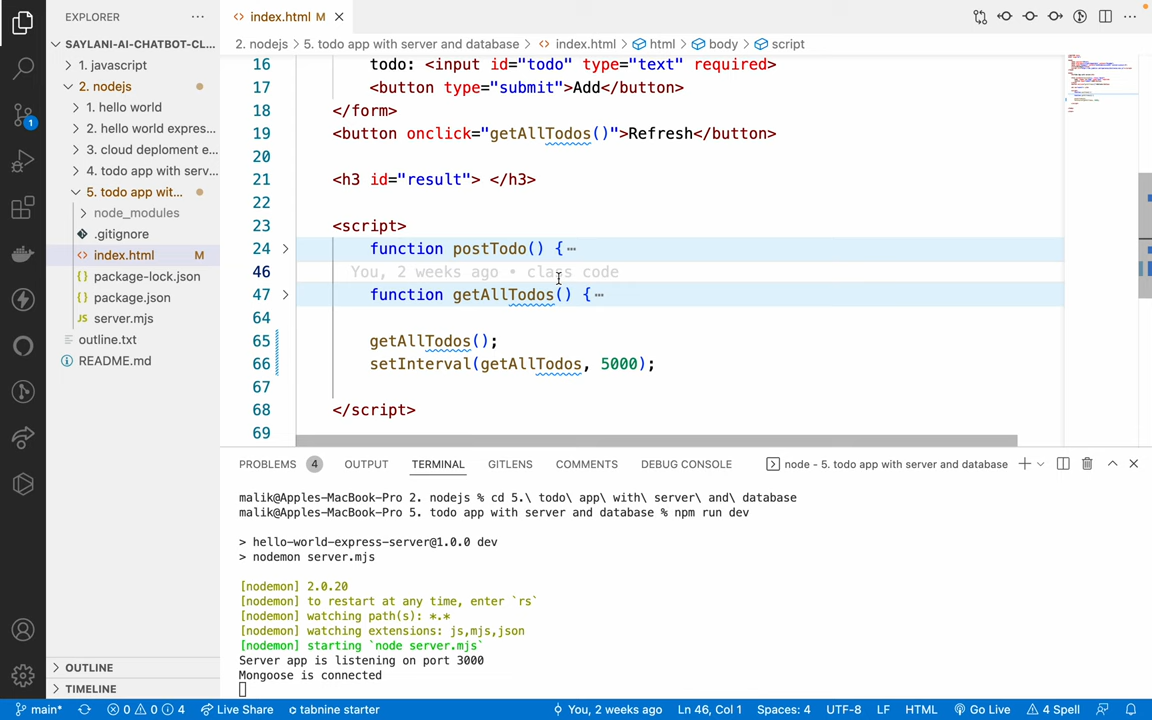 EXPLORER
index.html M
SAYLANI-AI-CHATBOT-CL...
2. nodejs > 5. todo app with server and database > index.html > html > body > script
1. javascript
2. nodejs
1. hello world
2. hello world expres...
3. cloud deploment e...
4. todo app with serv...
5. todo app wit...
node_modules
.gitignore
index.html M
package-lock.json
package.json
server.mjs
outline.txt
README.md
OUTLINE
TIMELINE
1
16 todo: <input id="todo" type="text" required>
17 <button type="submit">Add</button>
18 </form>
19 <button onclick="getAllTodos()">Refresh</button>
20
21 <h3 id="result"> </h3>
22
23 <script>
24 function postTodo() {…
46 You, 2 weeks ago • class code
47 function getAllTodos() {…
64
65 getAllTodos();
66 setInterval(getAllTodos, 5000);
67
68 </script>
69
PROBLEMS 4 OUTPUT TERMINAL GITLENS COMMENTS DEBUG CONSOLE node - 5. todo app with server and database
malik@Apples-MacBook-Pro 2. nodejs % cd 5.\ todo\ app\ with\ server\ and\ database
malik@Apples-MacBook-Pro 5. todo app with server and database % npm run dev
> hello-world-express-server@1.0.0 dev
> nodemon server.mjs
[nodemon] 2.0.20
[nodemon] to restart at any time, enter `rs`
[nodemon] watching path(s): *.*
[nodemon] watching extensions: js,mjs,json
[nodemon] starting `node server.mjs`
Server app is listening on port 3000
Mongoose is connected
main* 0 0 4 Live Share tabnine starter You, 2 weeks ago Ln 46, Col 1 Spaces: 4 UTF-8 LF HTML Go Live 4 Spell